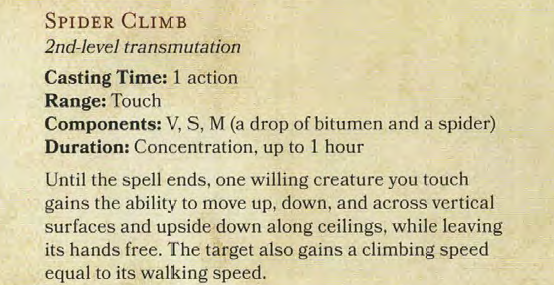 SPIDER CLIMB
2nd-level transmutation
Casting Time: 1 action
Range: Touch
Components: V, S, M (a drop of bitumen and a spider)
Duration: Concentration, up to 1 hour
Until the spell ends, one willing creature you touch
gains the ability to move up, down, and across vertical
surfaces and upside down along ceilings, while leaving
its hands free. The target also gains a climbing speed
equal to its walking speed.